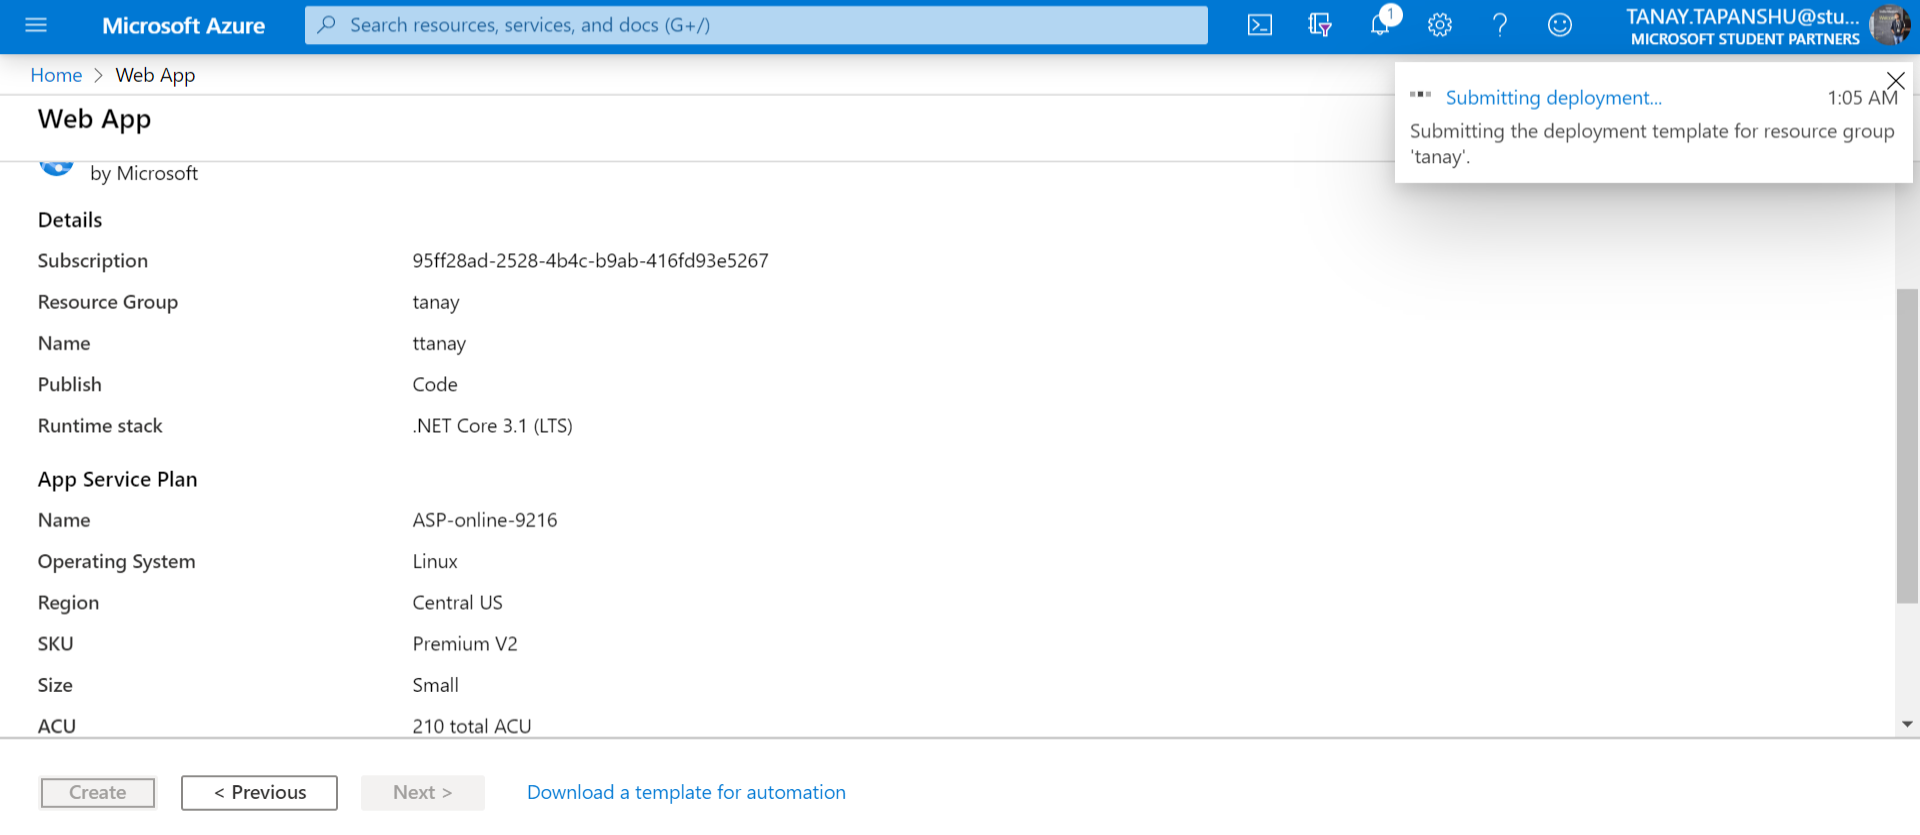 Microsoft Azure
Search resources, services, and docs (G+/)
1
TANAY.TAPANSHU@stu...
MICROSOFT STUDENT PARTNERS
Home > Web App
Submitting deployment... 1:05 AM
Submitting the deployment template for resource group
'tanay'.
Web App
by Microsoft
Details
Subscription 95ff28ad-2528-4b4c-b9ab-416fd93e5267
Resource Group tanay
Name ttanay
Publish Code
Runtime stack .NET Core 3.1 (LTS)
App Service Plan
Name ASP-online-9216
Operating System Linux
Region Central US
SKU Premium V2
Size Small
ACU 210 total ACU
Create < Previous Next > Download a template for automation